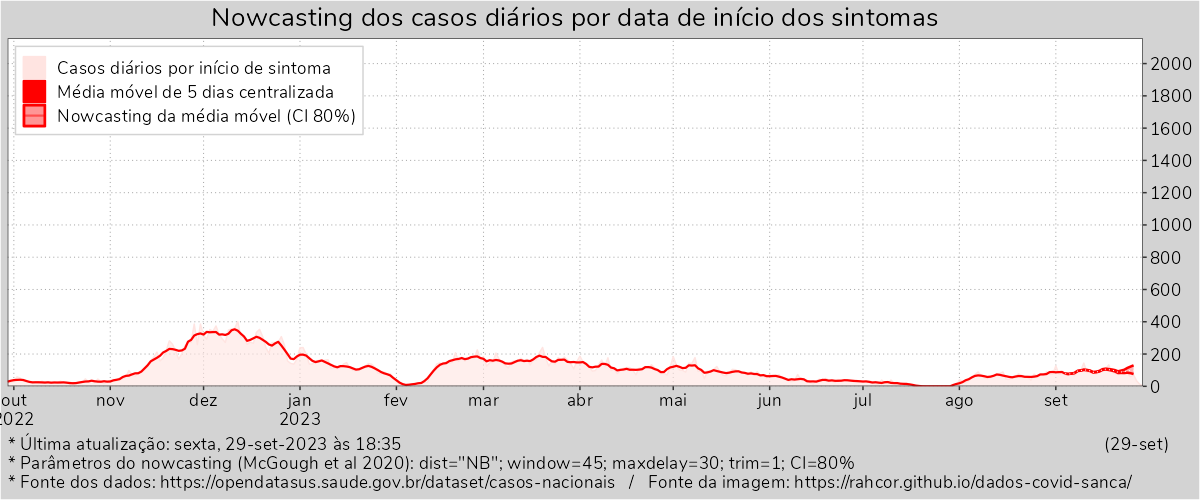 Nowcasting dos casos diários por data de início dos sintomas
Casos diários por início de sintoma
Média móvel de 5 dias centralizada
Nowcasting da média móvel (CI 80%)
2000
1800
1600
1400
1200
1000
800
600
400
200
0
out nov dez jan fev mar abr mai jun jul ago set
2022 2023
* Última atualização: sexta, 29-set-2023 às 18:35 (29-set)
* Parâmetros do nowcasting (McGough et al 2020): dist="NB"; window=45; maxdelay=30; trim=1; CI=80%
* Fonte dos dados: https://opendatasus.saude.gov.br/dataset/casos-nacionais / Fonte da imagem: https://rahcor.github.io/dados-covid-sanca/